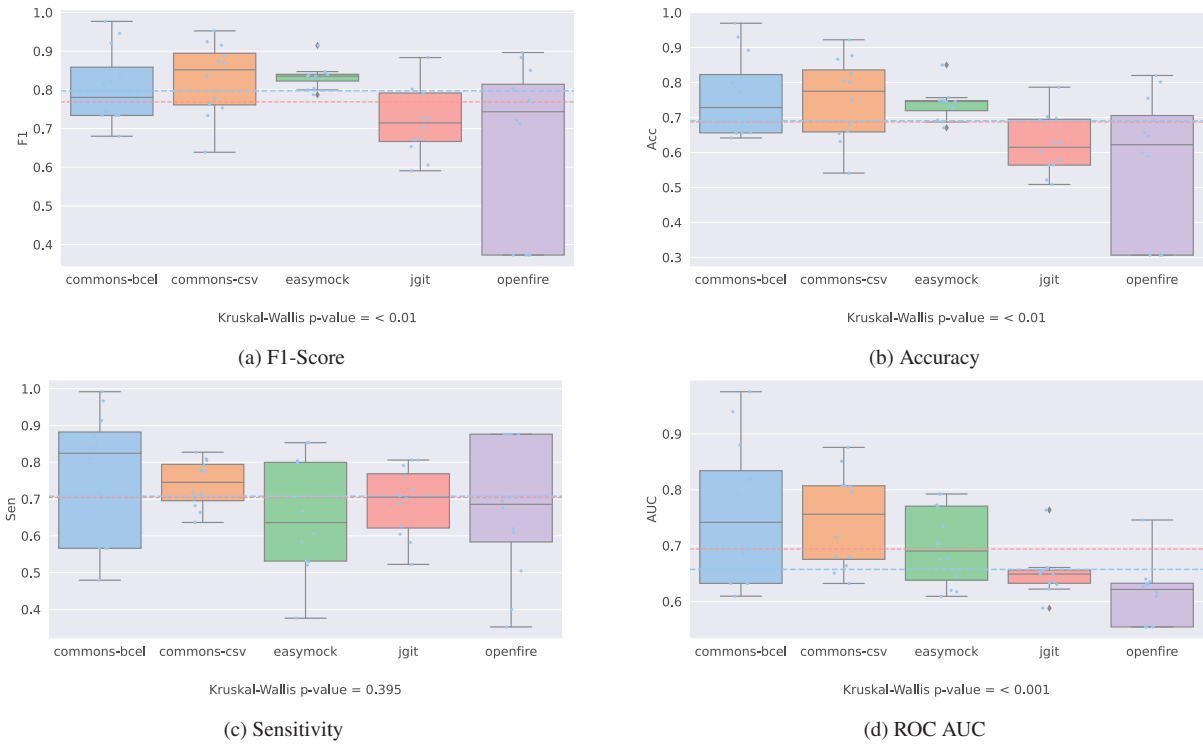 1.0
0.9
0.8
0.7
0.6
0.5
0.4
F1
commons-bcel commons-csv easymock jgit openfire
Kruskal-Wallis p-value = < 0.01
(a) F1-Score
1.0
0.9
0.8
0.7
0.6
0.5
0.4
0.3
Acc
commons-bcel commons-csv easymock jgit openfire
Kruskal-Wallis p-value = < 0.01
(b) Accuracy
1.0
0.9
0.8
0.7
0.6
0.5
0.4
Sen
commons-bcel commons-csv easymock jgit openfire
Kruskal-Wallis p-value = 0.395
(c) Sensitivity
0.9
0.8
0.7
0.6
AUC
commons-bcel commons-csv easymock jgit openfire
Kruskal-Wallis p-value = < 0.001
(d) ROC AUC